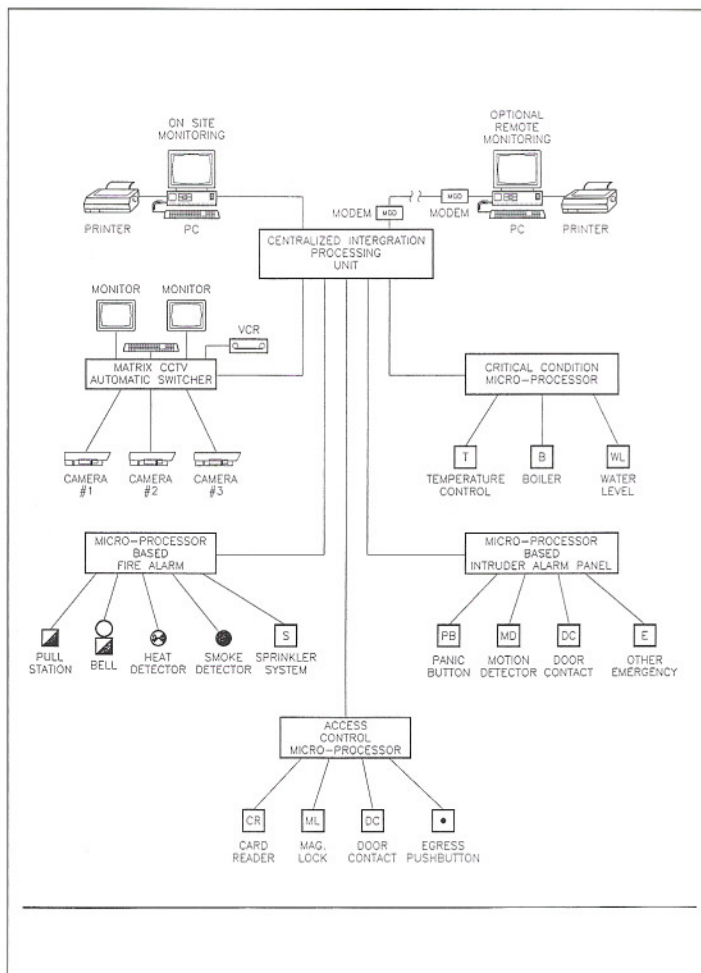 ON SITE
MONITORING
OPTIONAL
REMOTE
MONITORING
PRINTER
PC
MODEM
MGD
MGD
MODEM
PC
PRINTER
CENTRALIZED INTERGRATION
PROCESSING
UNIT
MONITOR
MONITOR
VCR
MATRIX CCTV
AUTOMATIC SWITCHER
CAMERA
#1
CAMERA
#2
CAMERA
#3
CRITICAL CONDITION
MICRO-PROCESSOR
T
B
WL
TEMPERATURE
CONTROL
BOILER
WATER
LEVEL
MICRO-PROCESSOR
BASED
FIRE ALARM
PULL
STATION
BELL
HEAT
DETECTOR
SMOKE
DETECTOR
S
SPRINKLER
SYSTEM
MICRO-PROCESSOR
BASED
INTRUDER ALARM PANEL
PB
MD
DC
E
PANIC
BUTTON
MOTION
DETECTOR
DOOR
CONTACT
OTHER
EMERGENCY
ACCESS
CONTROL
MICRO-PROCESSOR
CR
ML
DC
CARD
READER
MAG.
LOCK
DOOR
CONTACT
EGRESS
PUSHBUTTON